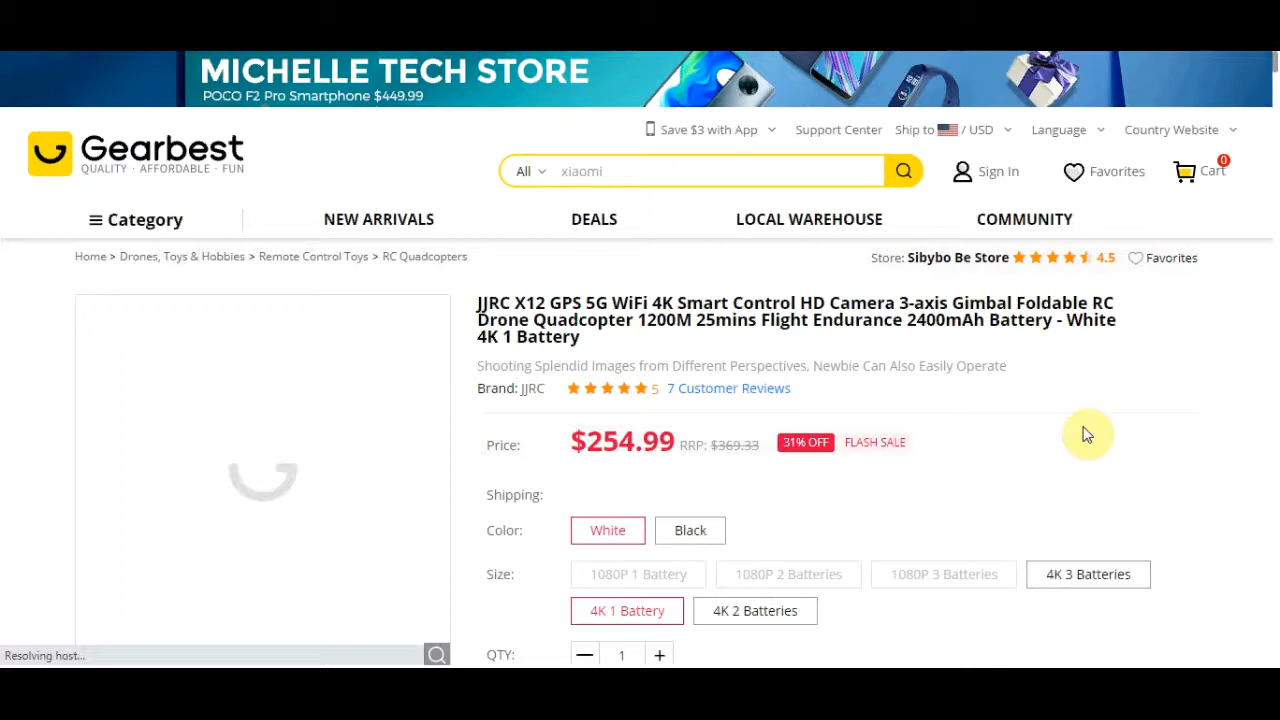 MICHELLE TECH STORE
POCO F2 Pro Smartphone $449.99
Save $3 with App
Support Center
Ship to / USD
Language
Country Website
Gearbest
QUALITY · AFFORDABLE · FUN
All
xiaomi
Sign In
Favorites
0
Cart
Category
NEW ARRIVALS
DEALS
LOCAL WAREHOUSE
COMMUNITY
Home > Drones, Toys & Hobbies > Remote Control Toys > RC Quadcopters
Store: Sibybo Be Store 4.5
Favorites
JJRC X12 GPS 5G WiFi 4K Smart Control HD Camera 3-axis Gimbal Foldable RC
Drone Quadcopter 1200M 25mins Flight Endurance 2400mAh Battery - White
4K 1 Battery
Shooting Splendid Images from Different Perspectives, Newbie Can Also Easily Operate
Brand: JJRC 5 7 Customer Reviews
Price: $254.99 RRP: $369.33 31% OFF FLASH SALE
Shipping:
Color: White Black
Size: 1080P 1 Battery 1080P 2 Batteries 1080P 3 Batteries 4K 3 Batteries
4K 1 Battery 4K 2 Batteries
QTY: 1 +
Resolving host...